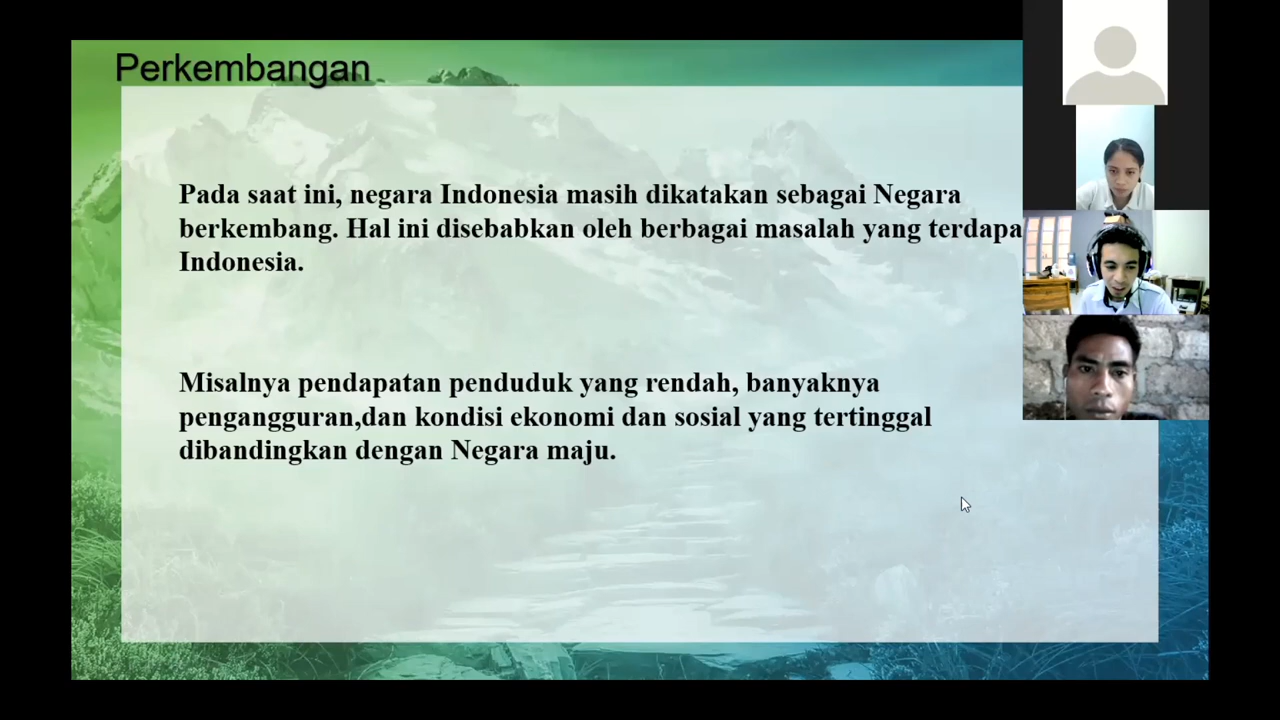 Perkembangan
Pada saat ini, negara Indonesia masih dikatakan sebagai Negara
berkembang. Hal ini disebabkan oleh berbagai masalah yang
Indonesia.
Misalnya pendapatan penduduk yang rendah, banyaknya
pengangguran,dan kondisi ekonomi dan sosial yang tertinggal
dibandingkan dengan Negara maju.